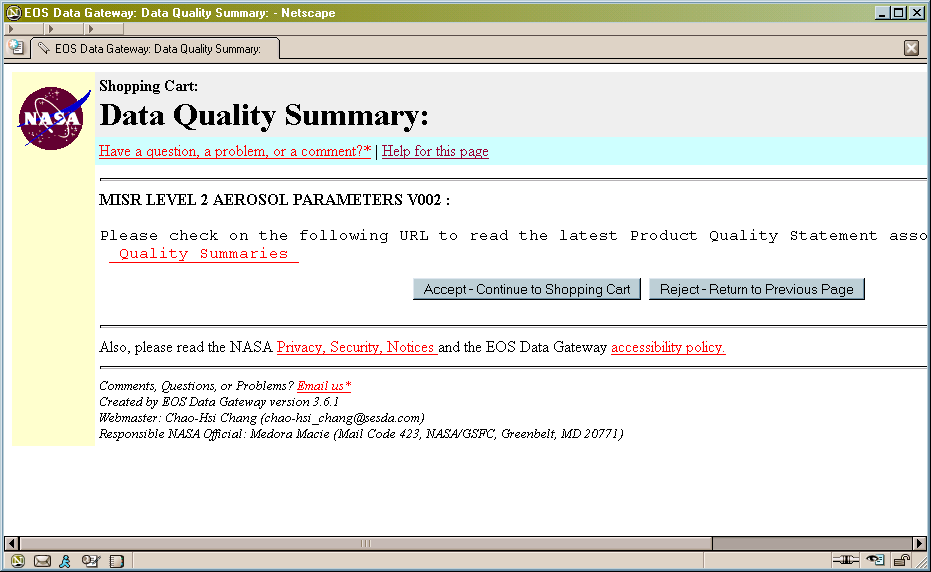 EOS Data Gateway: Data Quality Summary: - Netscape
EOS Data Gateway: Data Quality Summary:
NASA
Shopping Cart:
Data Quality Summary:
Have a question, a problem, or a comment?* | Help for this page
MISR LEVEL 2 AEROSOL PARAMETERS V002 :
Please check on the following URL to read the latest Product Quality Statement asso
Quality Summaries
Accept - Continue to Shopping Cart Reject - Return to Previous Page
Also, please read the NASA Privacy, Security, Notices and the EOS Data Gateway accessibility policy.
Comments, Questions, or Problems? Email us*
Created by EOS Data Gateway version 3.6.1
Webmaster: Chao-Hsi Chang (chao-hsi_chang@sesda.com)
Responsible NASA Official: Medora Macie (Mail Code 423, NASA/GSFC, Greenbelt, MD 20771)